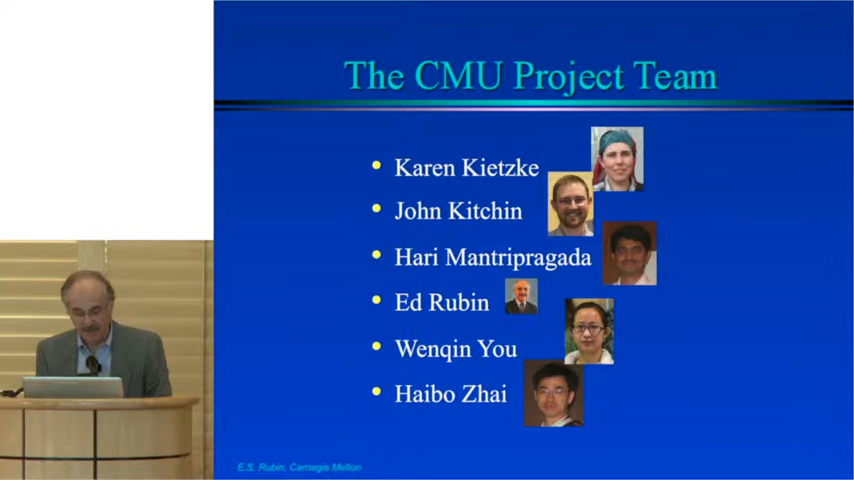 The CMU Project Team
• Karen Kietzke
• John Kitchin
• Hari Mantripragada
• Ed Rubin
• Wenqin You
• Haibo Zhai
E.S. Rubin, Carnegie Mellon